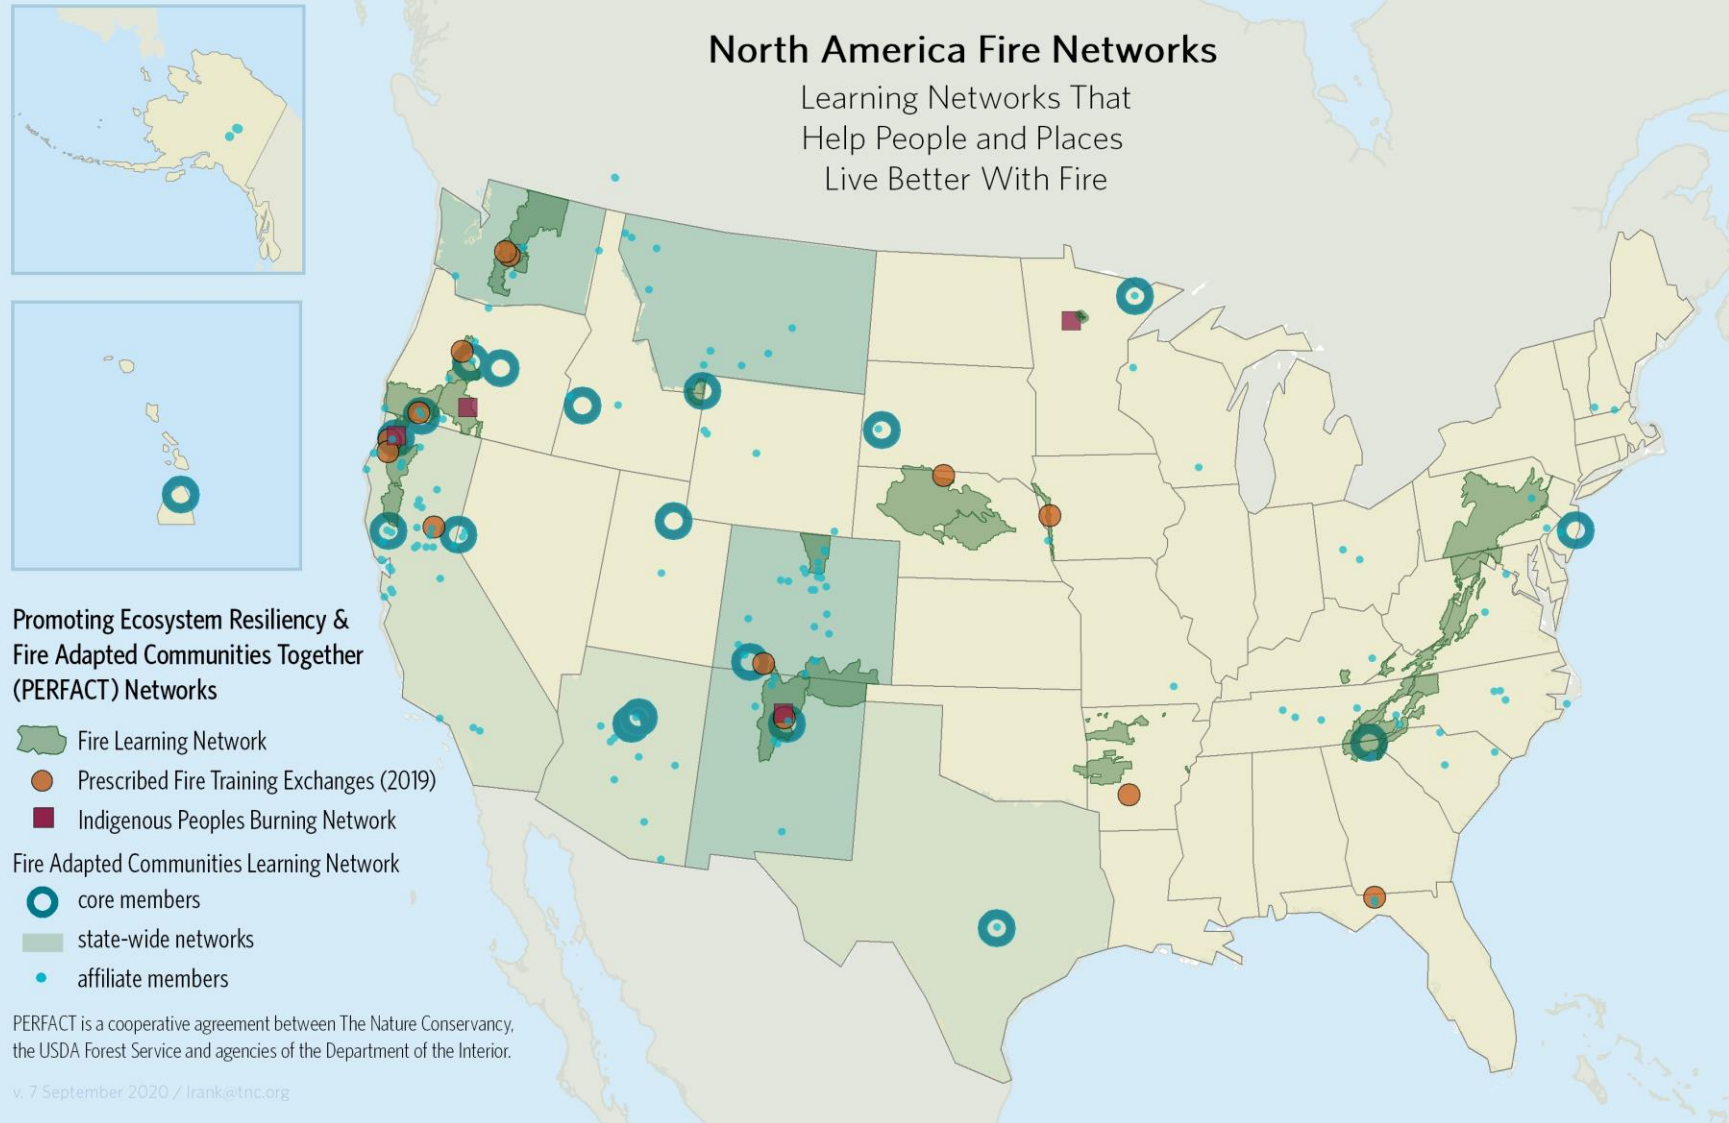 North America Fire Networks
Learning Networks That
Help People and Places
Live Better With Fire
Promoting Ecosystem Resiliency &
Fire Adapted Communities Together
(PERFACT) Networks
Fire Learning Network
Prescribed Fire Training Exchanges (2019)
Indigenous Peoples Burning Network
Fire Adapted Communities Learning Network
core members
state-wide networks
affiliate members
PERFACT is a cooperative agreement between The Nature Conservancy,
the USDA Forest Service and agencies of the Department of the Interior.
v. 7 September 2020 / lrank@tnc.org